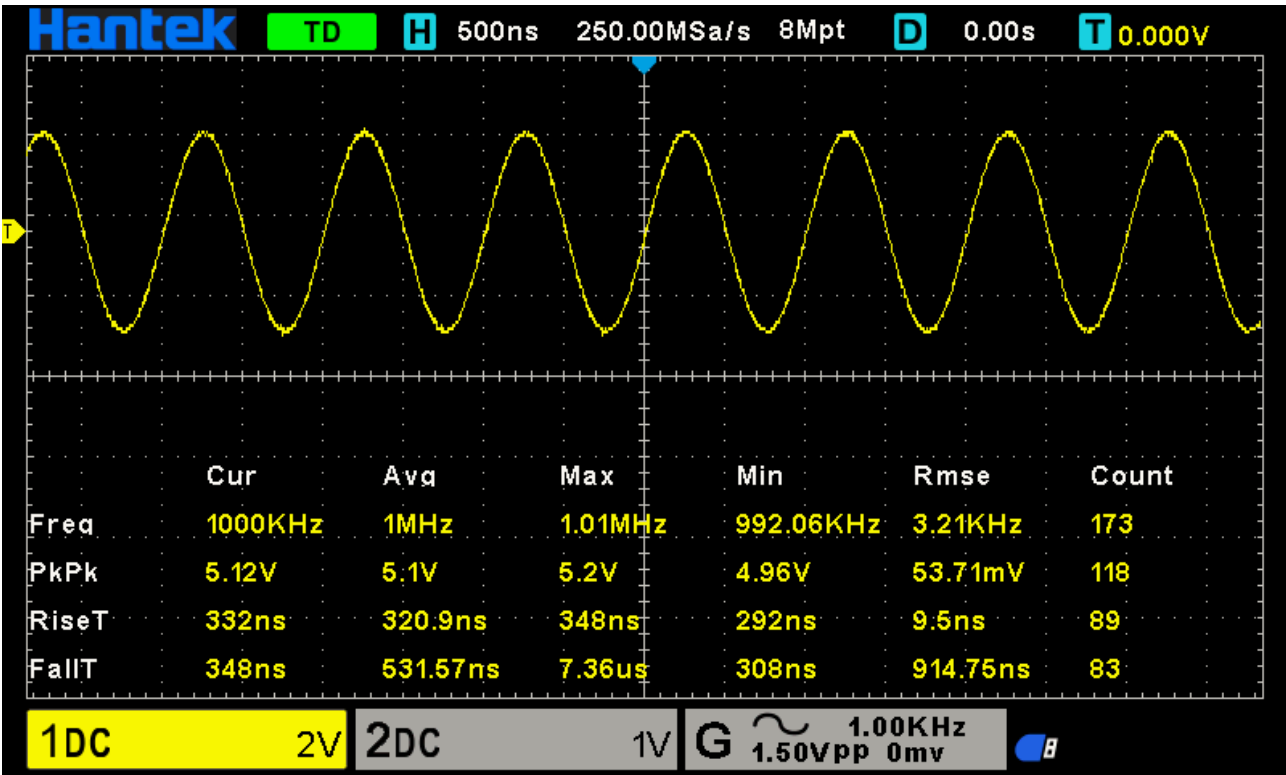 Hantek TD H 500ns 250.00MSa/s 8Mpt D 0.00s T 0.000V
T
Cur Avg Max Min Rmse Count
Freq 1000KHz 1MHz 1.01MHz 992.06KHz 3.21KHz 173
PkPk 5.12V 5.1V 5.2V 4.96V 53.71mV 118
RiseT 332ns 320.9ns 348ns 292ns 9.5ns 89
FallT 348ns 531.57ns 7.36us 308ns 914.75ns 83
1DC 2V 2DC 1V G 1.00KHz
1.50Vpp 0mv